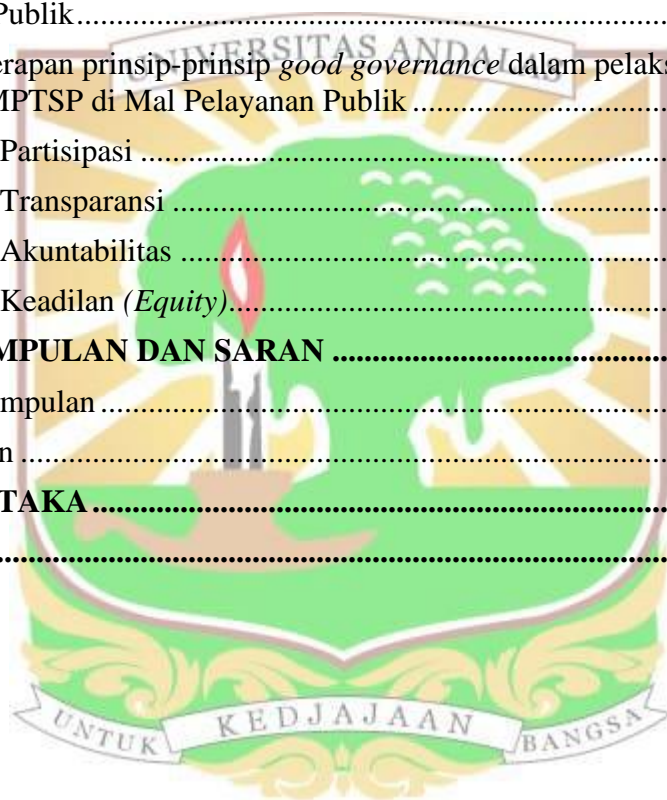 Publik......................................................................
UNIVERSITAS ANDALAS
erapan prinsip-prinsip good governance dalam pelaks
MPTSP di Mal Pelayanan Publik ................................
Partisipasi ................................................................
Transparansi ............................................................
Akuntabilitas ...........................................................
Keadilan (Equity).....................................................
MPULAN DAN SARAN ........................................
mpulan ....................................................................
n ..............................................................................
TAKA......................................................................
................................................................................
UNTUK KEDJAJAAN BANGSA